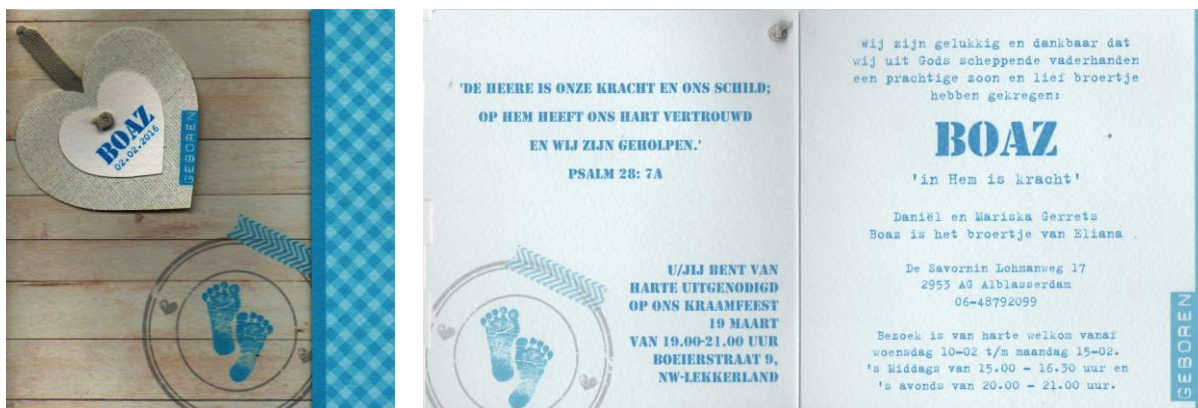 BOAZ
02.02.2016
GEBOREN
'DE HEERE IS ONZE KRACHT EN ONS SCHILD;
OP HEM HEEFT ONS HART VERTROUWD
EN WIJ ZIJN GEHOLPEN.'
PSALM 28: 7A
U/JIJ BENT VAN
HARTE UITGENODIGD
OP ONS KRAAMFEEST
19 MAART
VAN 19.00-21.00 UUR
BOEIERSTRAAT 9,
NW-LEKKERLAND
Wij zijn gelukkig en dankbaar dat
wij uit Gods scheppende vaderhanden
een prachtige zoon en lief broertje
hebben gekregen:
BOAZ
'in Hem is kracht'
Daniël en Mariska Gerrets
Boaz is het broertje van Eliana
De Savornin Lohmanweg 17
2953 AG Alblasserdam
06-48792099
Bezoek is van harte welkom vanaf
woensdag 10-02 t/m maandag 15-02.
's Middags van 15.00 - 16.30 uur en
's avonds van 20.00 - 21.00 uur.
GEBOREN